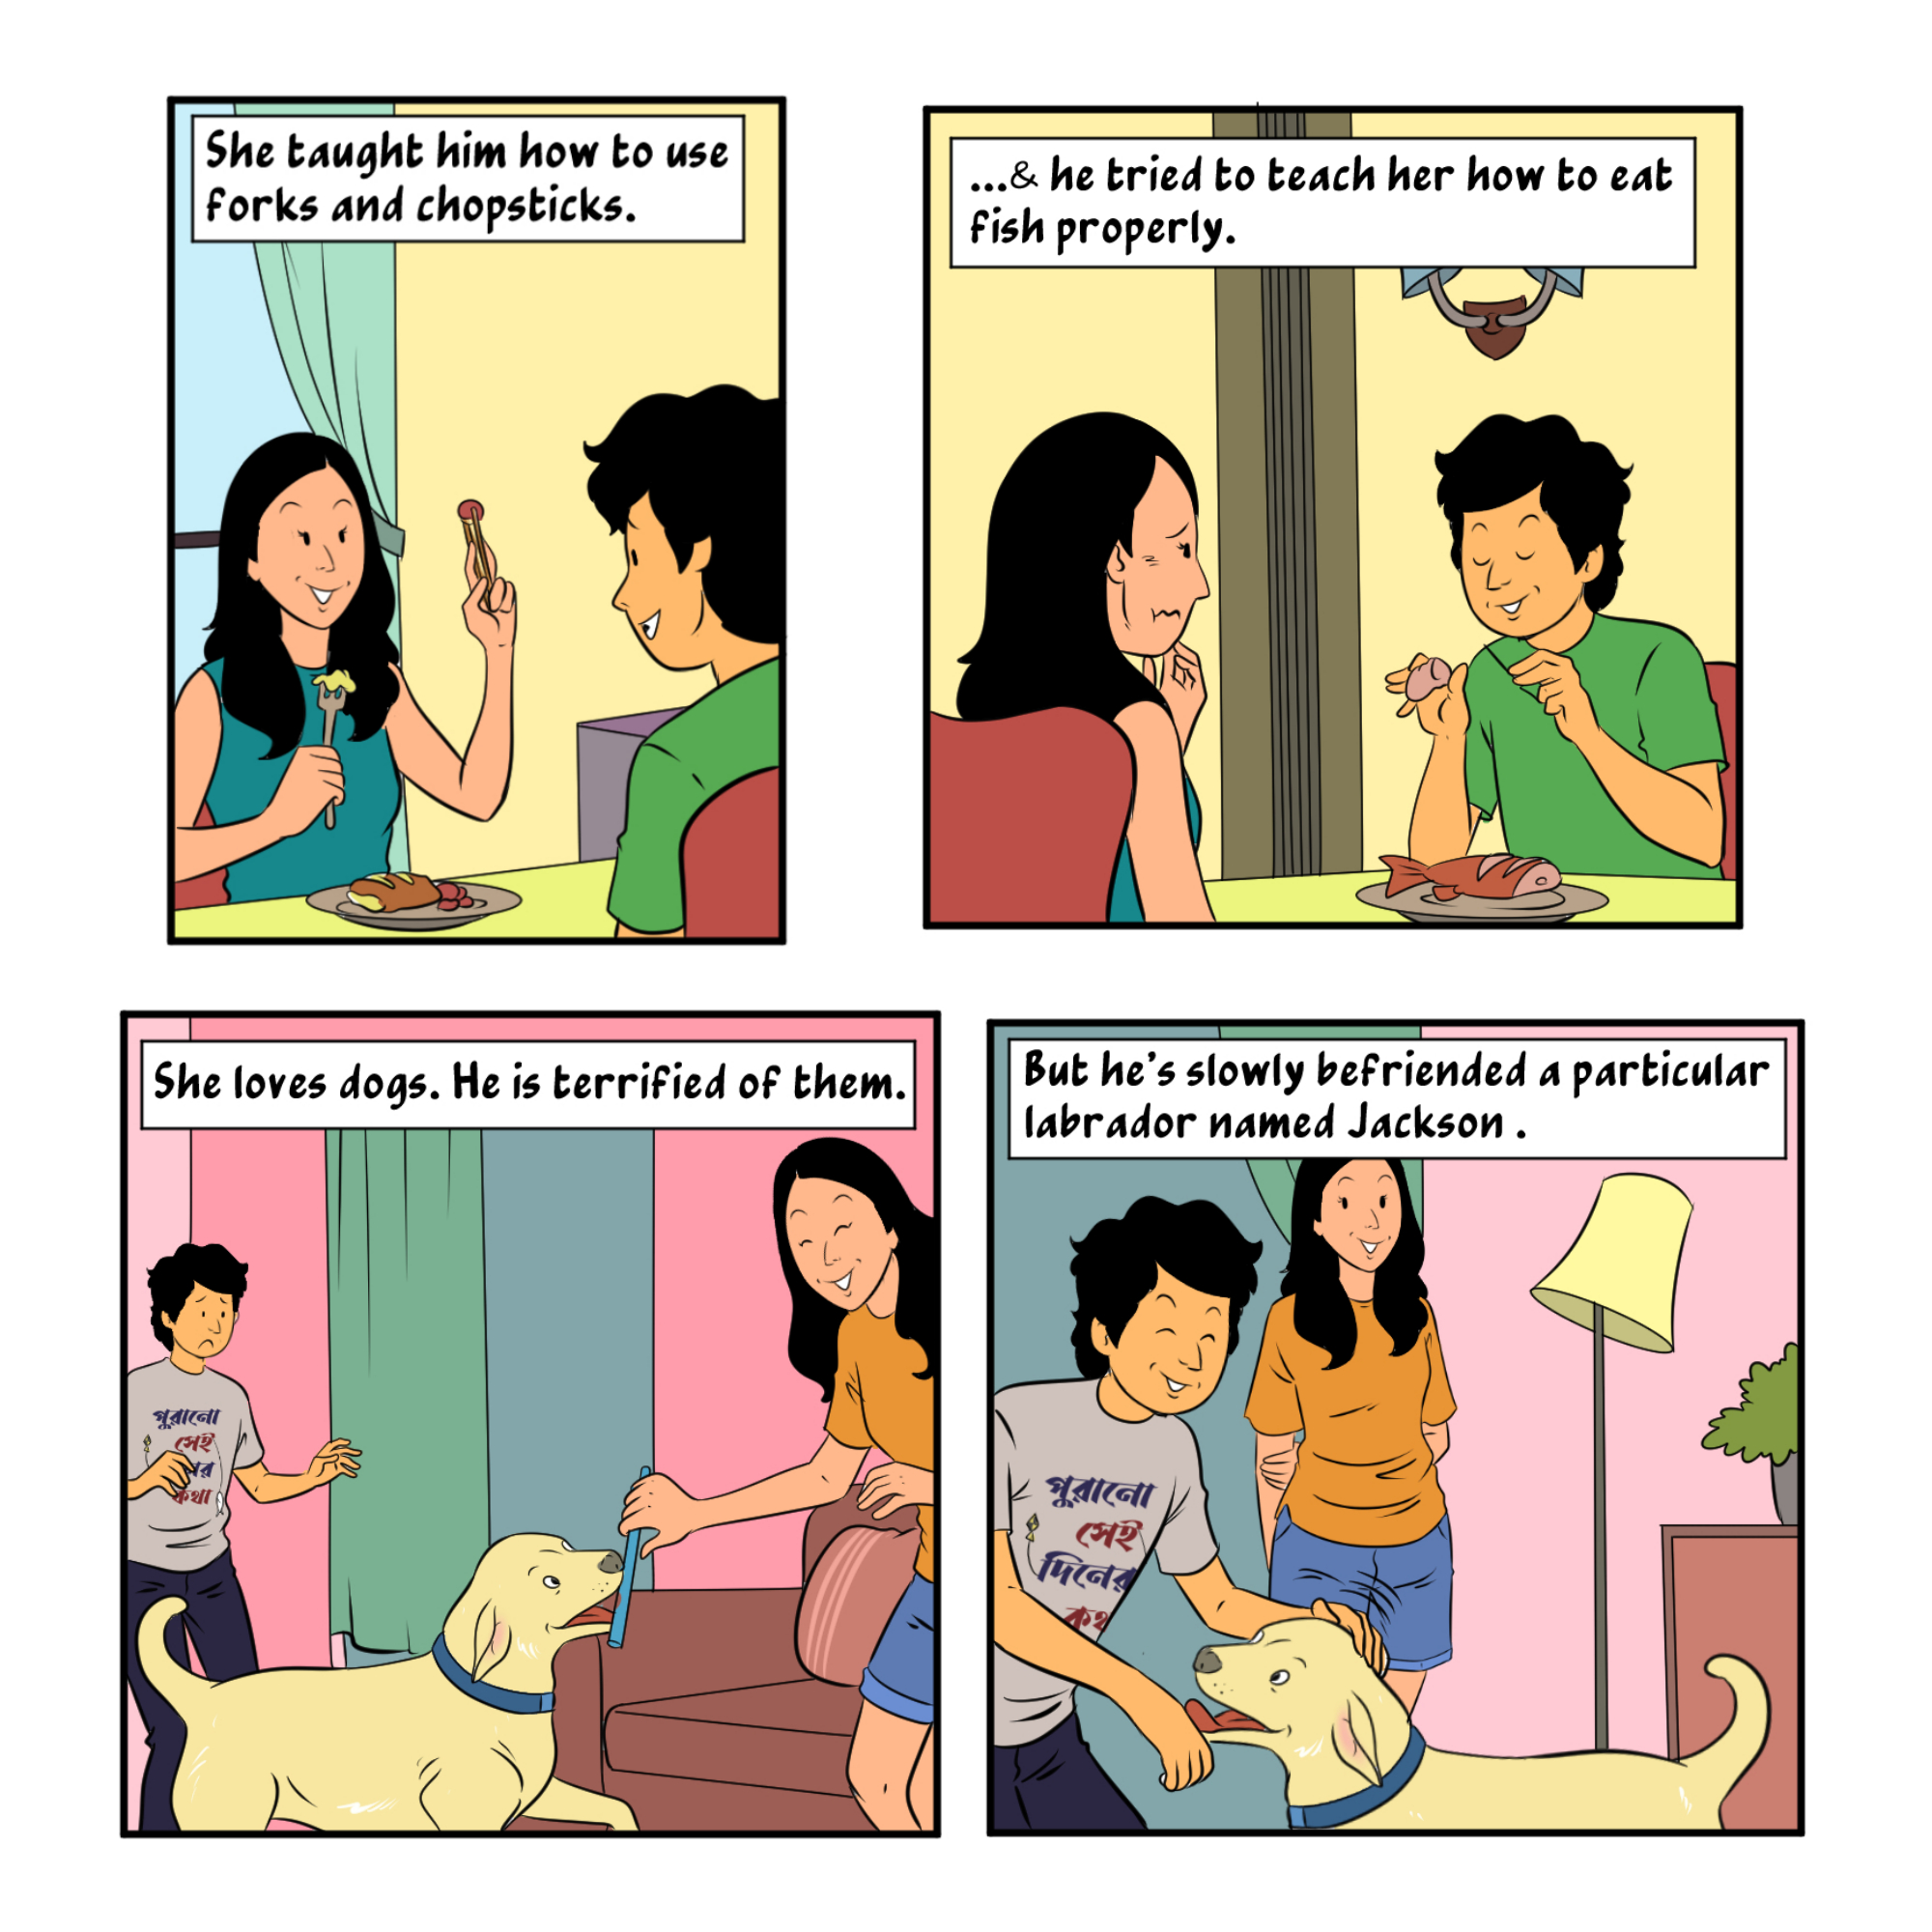 She taught him how to use
forks and chopsticks.
...& he tried to teach her how to eat
fish properly.
She loves dogs. He is terrified of them.
পুরানো
সেই
কথা
But he's slowly befriended a particular
labrador named Jackson .
পুরানো
সেই
দিনের